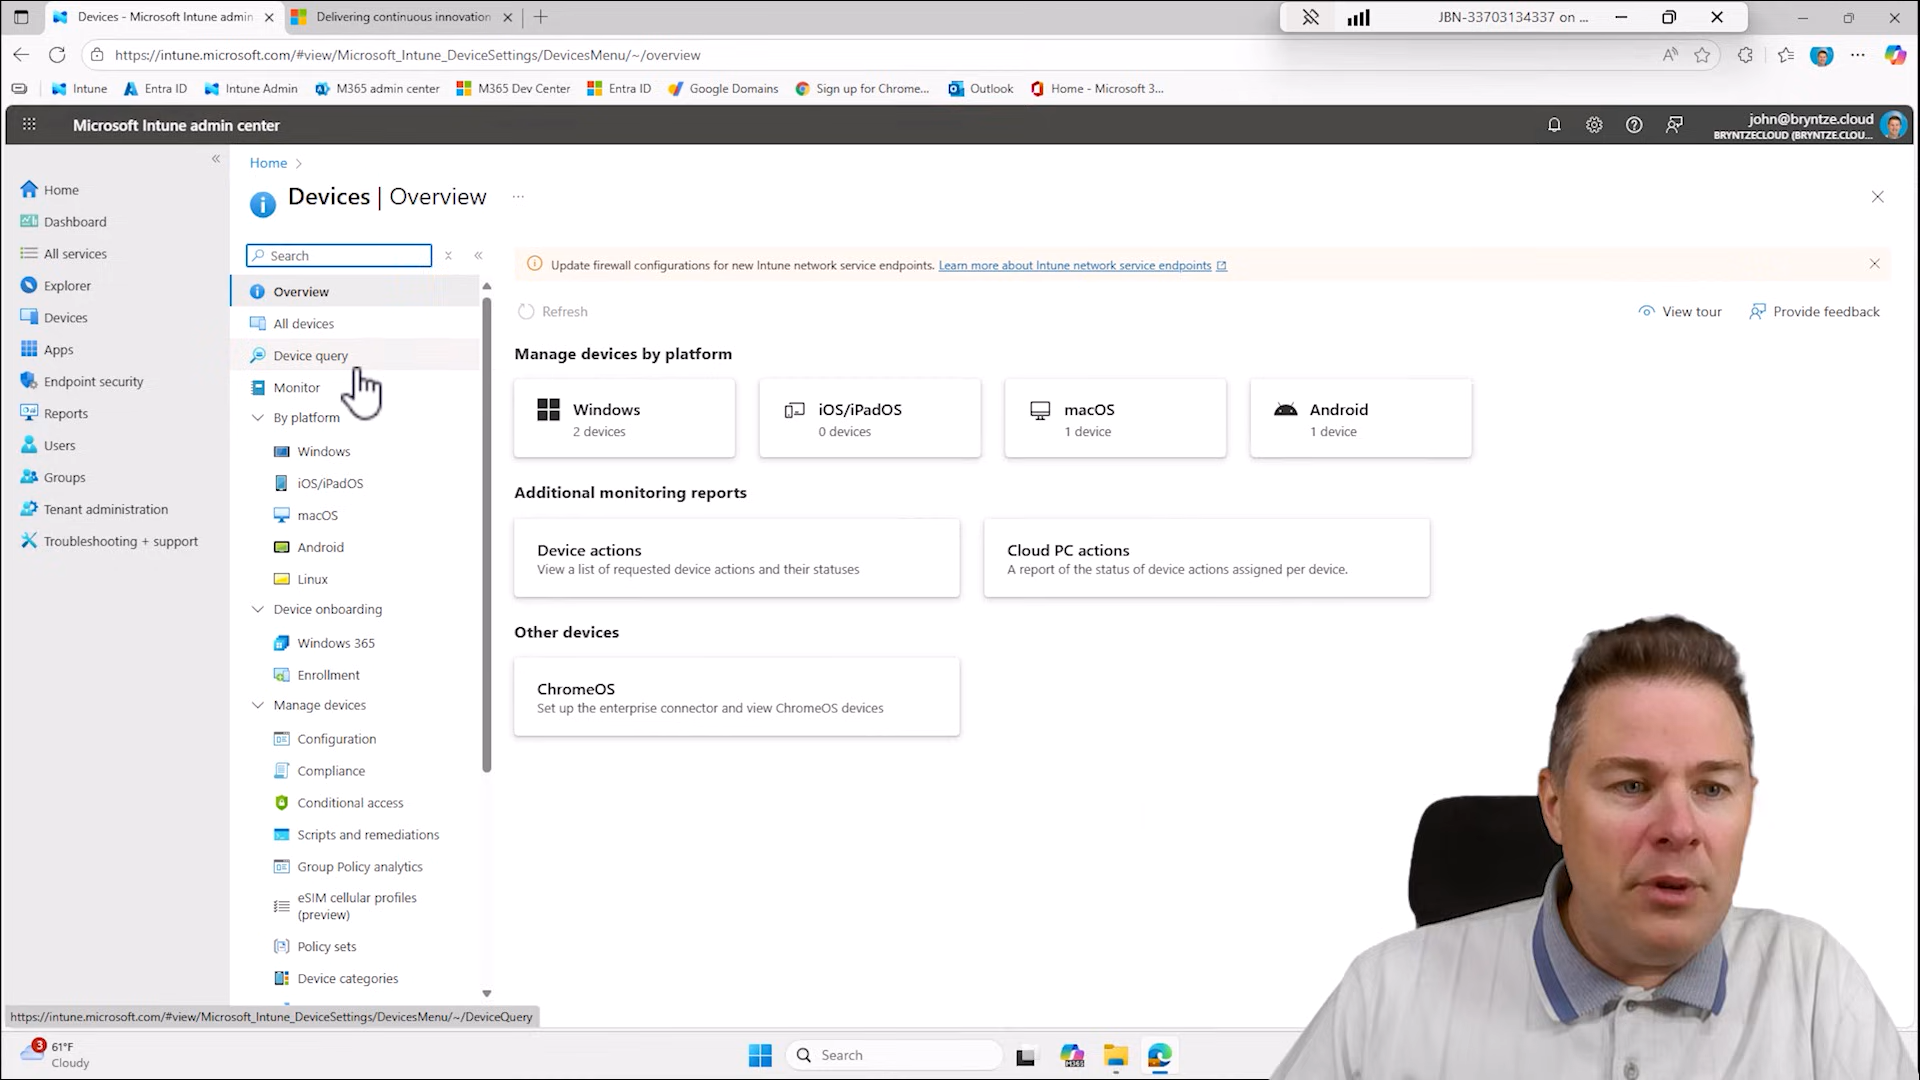 Devices - Microsoft Intune admin
Delivering continuous innovation
JBN-33703134337 on ...
https://intune.microsoft.com/#view/Microsoft_Intune_DeviceSettings/DevicesMenu/~/overview
Intune
Entra ID
Intune Admin
M365 admin center
M365 Dev Center
Entra ID
Google Domains
Sign up for Chrome...
Outlook
Home - Microsoft 3...
Microsoft Intune admin center
john@bryntze.cloud
BRYNTZECLOUD (BRYNTZE.CLOU...
Home
Dashboard
All services
Explorer
Devices
Apps
Endpoint security
Reports
Users
Groups
Tenant administration
Troubleshooting + support
Home >
Devices | Overview
...
Search
Overview
All devices
Device query
Monitor
By platform
Windows
iOS/iPadOS
macOS
Android
Linux
Device onboarding
Windows 365
Enrollment
Manage devices
Configuration
Compliance
Conditional access
Scripts and remediations
Group Policy analytics
eSIM cellular profiles
(preview)
Policy sets
Device categories
Update firewall configurations for new Intune network service endpoints. Learn more about Intune network service endpoints
Refresh
View tour
Provide feedback
Manage devices by platform
Windows
2 devices
iOS/iPadOS
0 devices
macOS
1 device
Android
1 device
Additional monitoring reports
Device actions
View a list of requested device actions and their statuses
Cloud PC actions
A report of the status of device actions assigned per device.
Other devices
ChromeOS
Set up the enterprise connector and view ChromeOS devices
https://intune.microsoft.com/#view/Microsoft_Intune_DeviceSettings/DevicesMenu/~/DeviceQuery
3
61°F
Cloudy
Search
M365